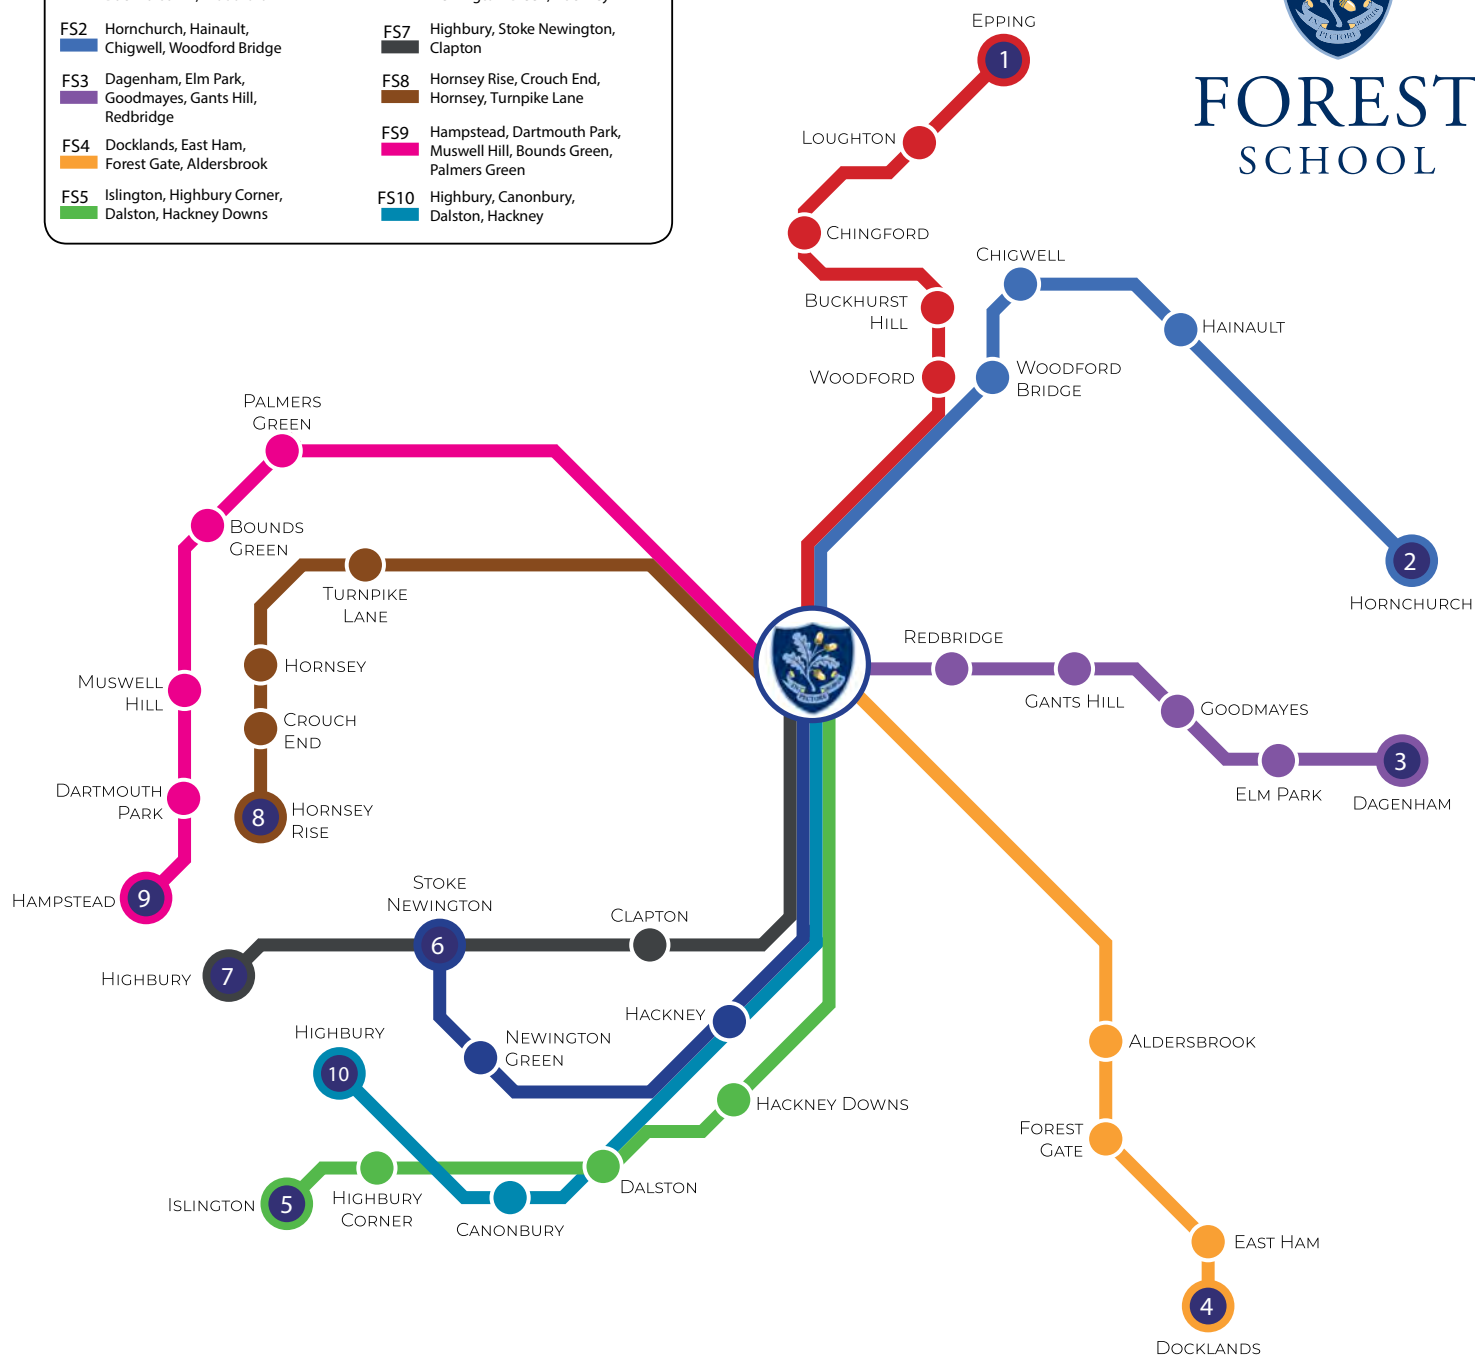 FS2 Hornchurch, Hainault,
Chigwell, Woodford Bridge
FS3 Dagenham, Elm Park,
Goodmayes, Gants Hill,
Redbridge
FS4 Docklands, East Ham,
Forest Gate, Aldersbrook
FS5 Islington, Highbury Corner,
Dalston, Hackney Downs
FS7 Highbury, Stoke Newington,
Clapton
FS8 Hornsey Rise, Crouch End,
Hornsey, Turnpike Lane
FS9 Hampstead, Dartmouth Park,
Muswell Hill, Bounds Green,
Palmers Green
FS10 Highbury, Canonbury,
Dalston, Hackney
FOREST
SCHOOL
EPPING
1
LOUGHTON
CHINGFORD
BUCKHURST
HILL
WOODFORD
CHIGWELL
HAINAULT
WOODFORD
BRIDGE
2
HORNCHURCH
PALMERS
GREEN
BOUNDS
GREEN
TURNPIKE
LANE
HORNSEY
MUSWELL
HILL
CROUCH
END
DARTMOUTH
PARK
8
HORNSEY
RISE
HAMPSTEAD
9
REDBRIDGE
GANTS HILL
GOODMAYES
ELM PARK
3
DAGENHAM
STOKE
NEWINGTON
6
CLAPTON
HIGHBURY
7
HACKNEY
NEWINGTON
GREEN
HIGHBURY
10
HACKNEY DOWNS
ISLINGTON
5
HIGHBURY
CORNER
CANONBURY
DALSTON
ALDERSBROOK
FOREST
GATE
EAST HAM
4
DOCKLANDS